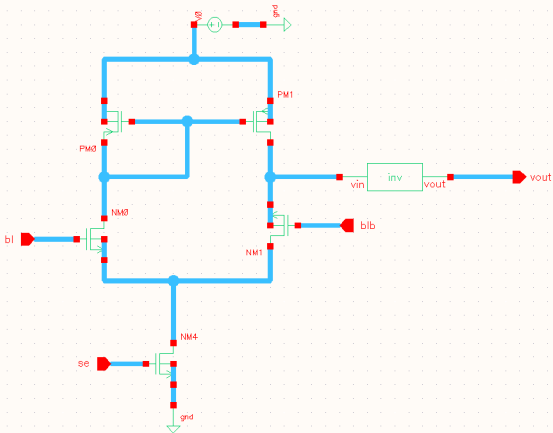 V0
gnd
PM1
PM0
NM0
vin
inv
vout
vout
bl
blb
NM1
NM4
se
gnd